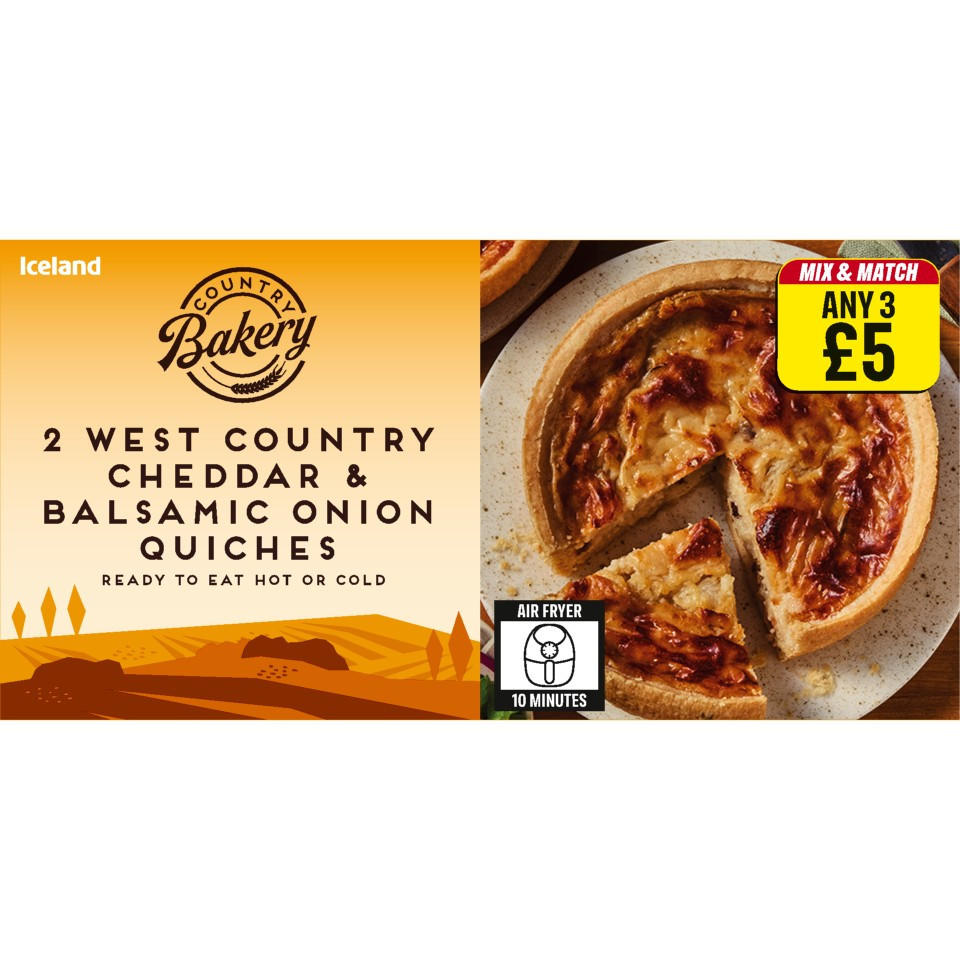 Iceland
COUNTRY
Bakery
2 WEST COUNTRY
CHEDDAR &
BALSAMIC ONION
QUICHES
READY TO EAT HOT OR COLD
MIX & MATCH
ANY 3
£5
AIR FRYER
10 MINUTES